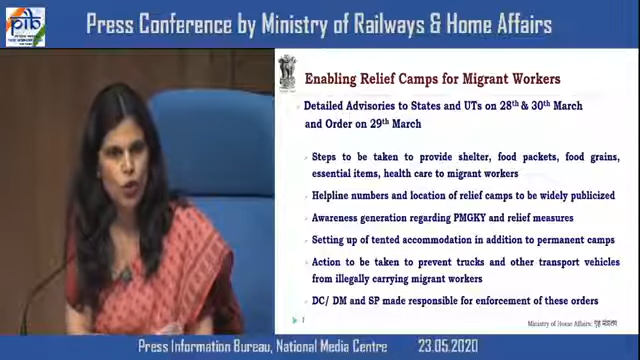 Press Conference by Ministry of Railways & Home Affairs
Enabling Relief Camps for Migrant Workers
Detailed Advisories to States and UTs on 28th & 30th March
and Order on 29th March
Steps to be taken to provide shelter, food packets, food grains,
essential items, health care to migrant workers
Helpline numbers and location of relief camps to be widely publicized
Awareness generation regarding PMGKY and relief measures
Setting up of tented accommodation in addition to permanent camps
Action to be taken to prevent trucks and other transport vehicles
from illegally carrying migrant workers
DC/ DM and SP made responsible for enforcement of these orders
Ministry of Home Affairs/ गृह मंत्रालय
Press Information Bureau, National Media Centre 23.05.2020